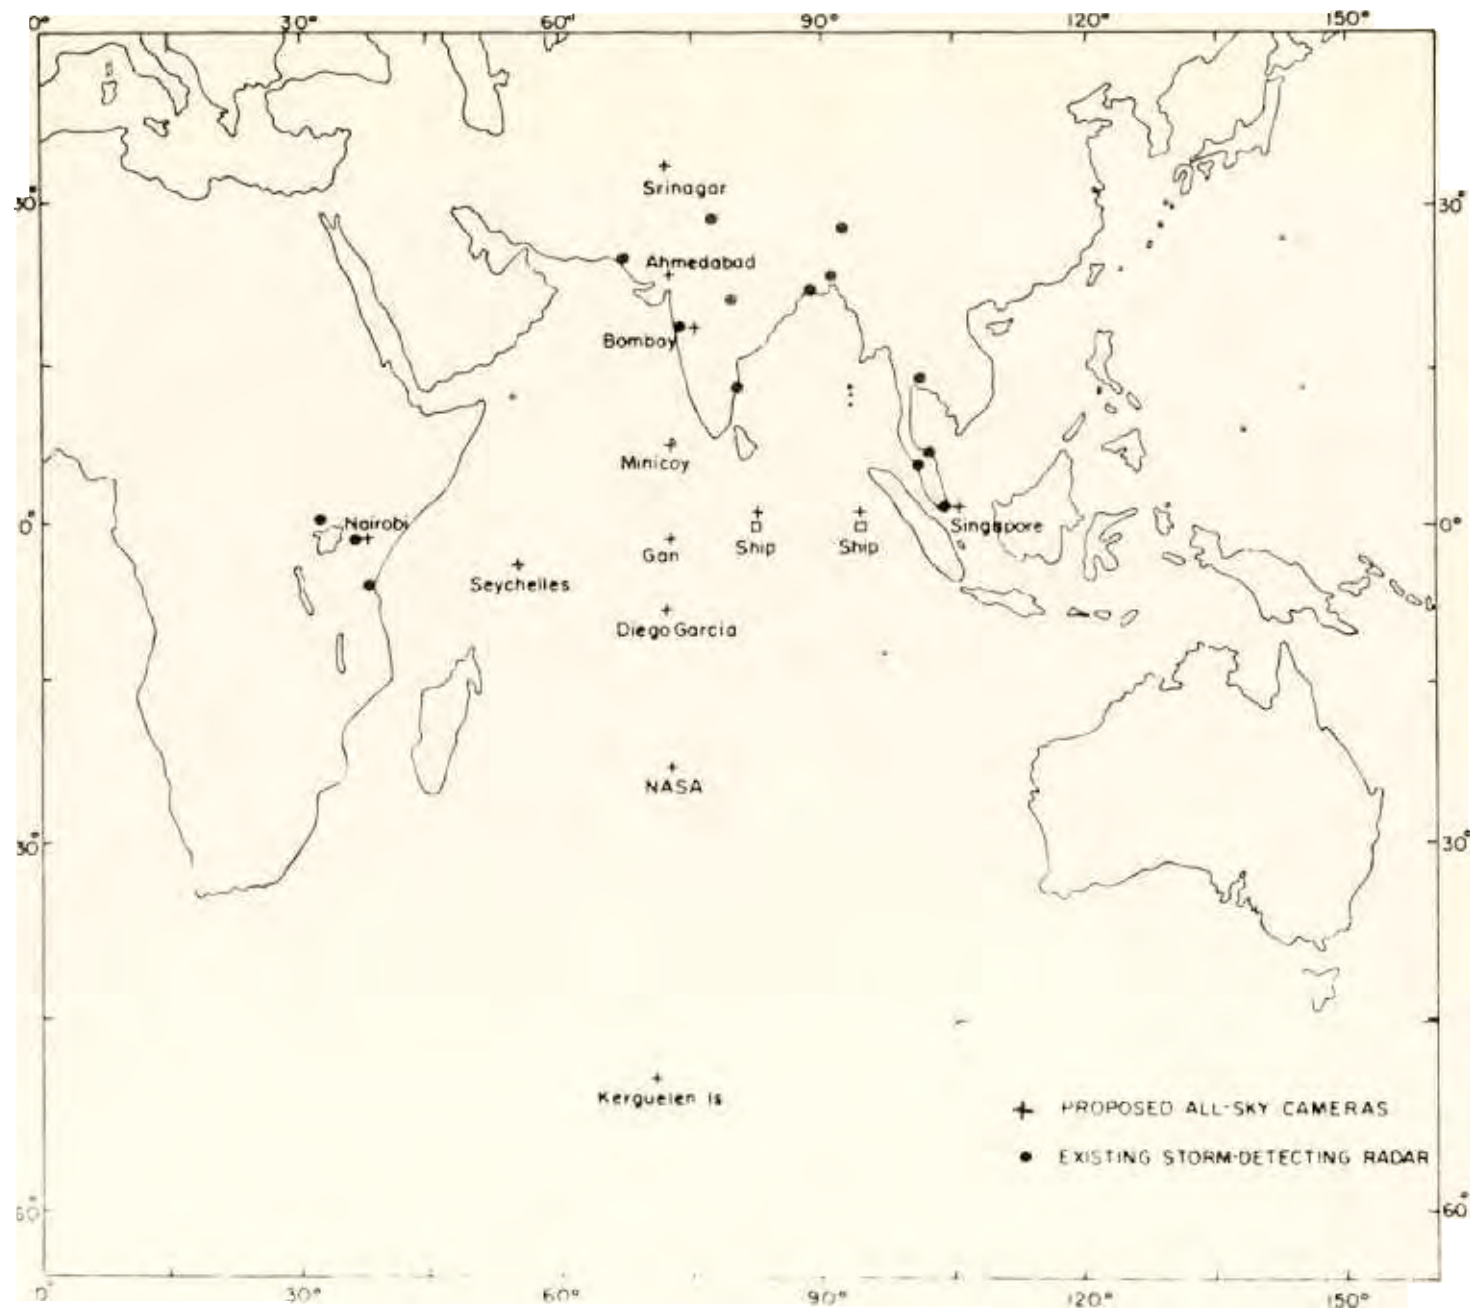 0° 30° 60° 90° 120° 150°
Srinagar
30° 30°
Ahmedabad
Bombay
Minicoy
Nairobi
0° Singapore 0°
Gan Ship Ship
Seychelles
Diego Garcia
NASA
30° 30°
Kerguelen Is
+ PROPOSED ALL-SKY CAMERAS
● EXISTING STORM-DETECTING RADAR
60° 60°
0° 30° 60° 90° 120° 150°